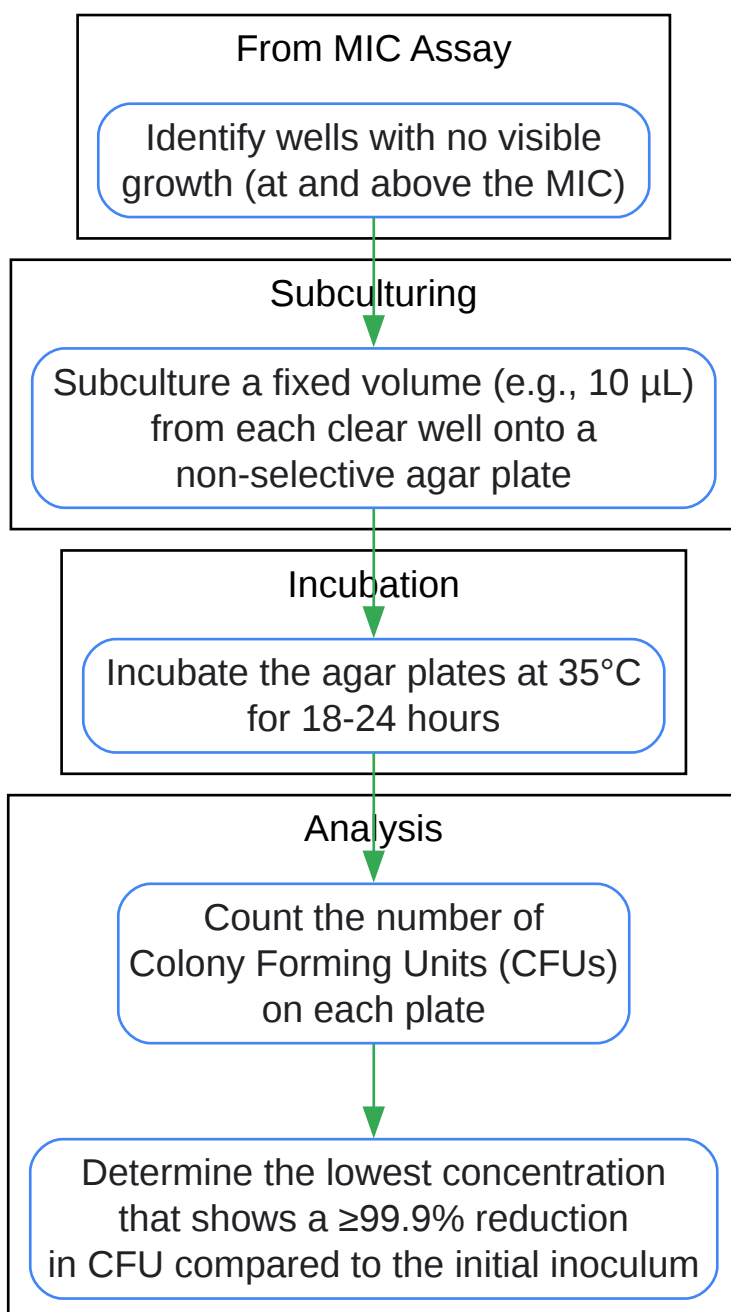 From MIC Assay
Identify wells with no visible
growth (at and above the MIC)
Subculturing
Subculture a fixed volume (e.g., 10 µL)
from each clear well onto a
non-selective agar plate
Incubation
Incubate the agar plates at 35°C
for 18-24 hours
Analysis
Count the number of
Colony Forming Units (CFUs)
on each plate
Determine the lowest concentration
that shows a ≥99.9% reduction
in CFU compared to the initial inoculum